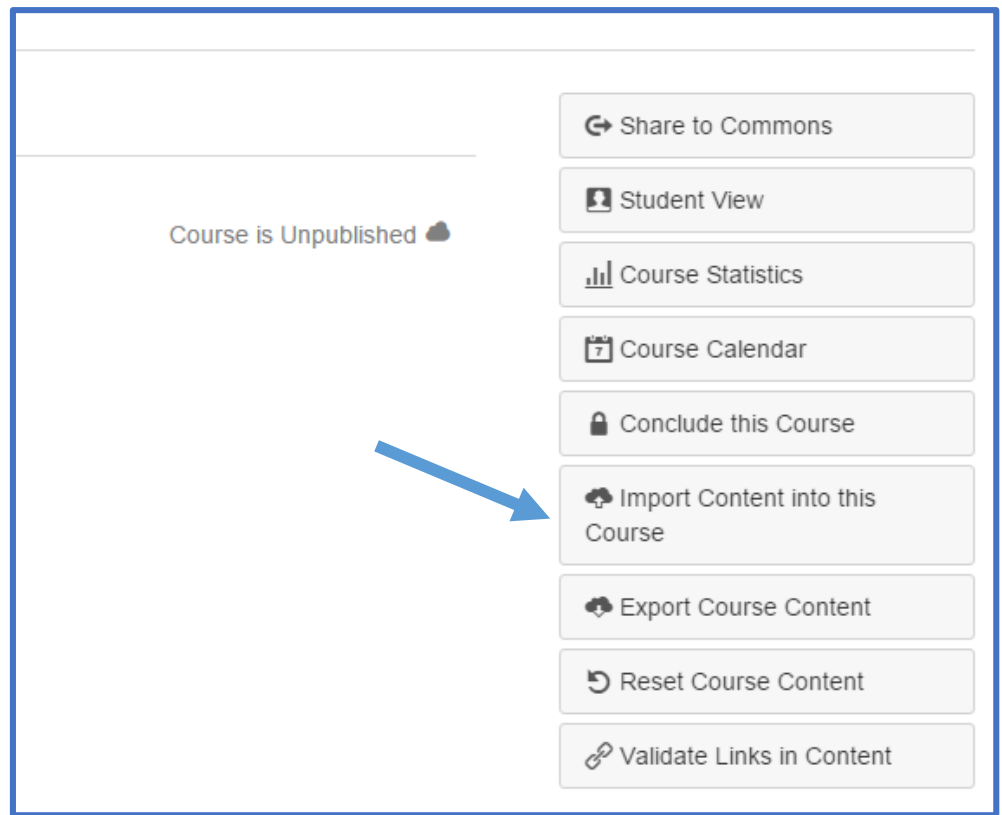 Share to Commons
Student View
Course is Unpublished
Course Statistics
7
Course Calendar
Conclude this Course
Import Content into this
Course
Export Course Content
Reset Course Content
Validate Links in Content